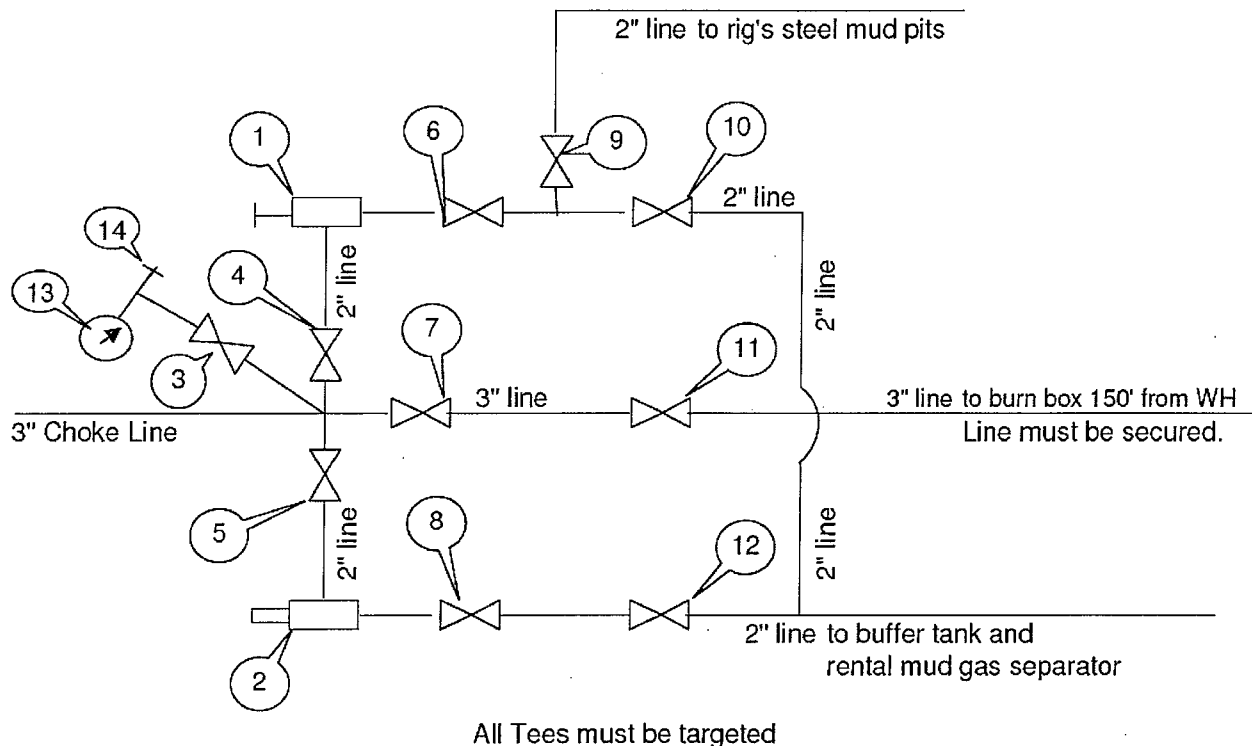 2" line to rig's steel mud pits
1
6
9
10
2" line
14
4
2" line
2" line
13
7
11
3
3" line
3" line to burn box 150' from WH
3" Choke Line
Line must be secured.
5
8
12
2" line
2" line
2" line to buffer tank and
rental mud gas separator
2
All Tees must be targeted